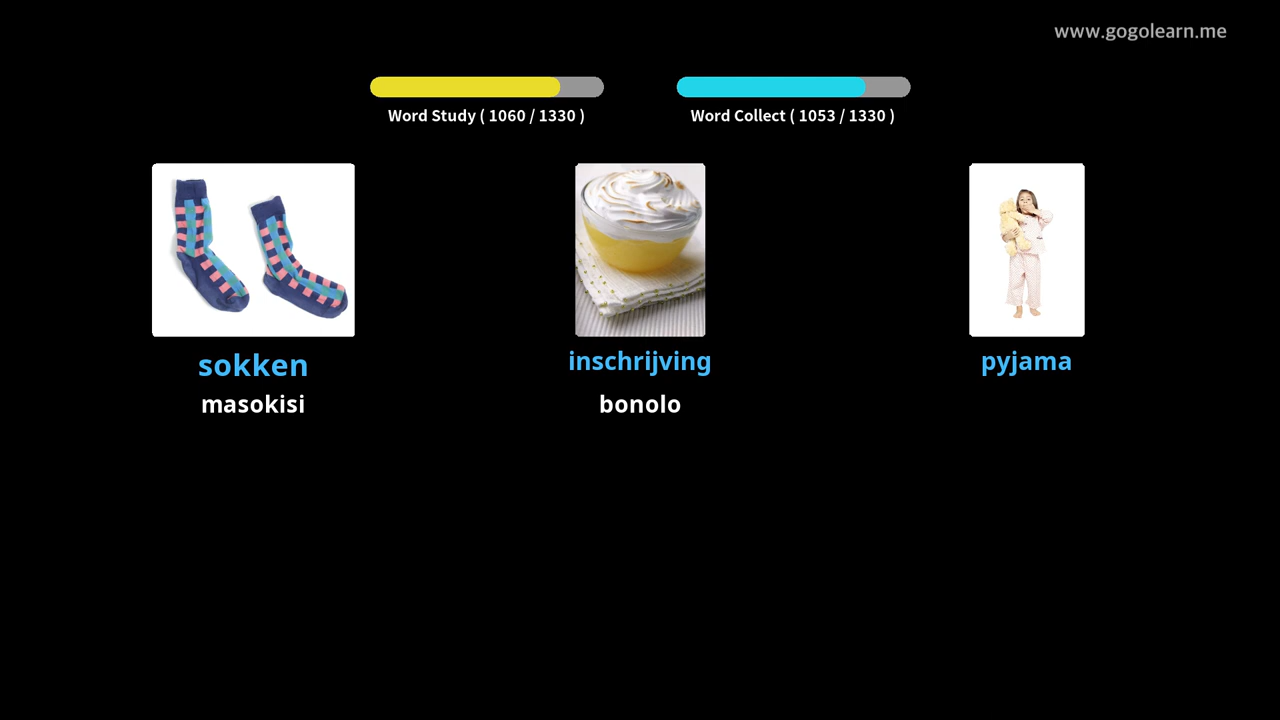 www.gogolearn.me
Word Study ( 1060 / 1330 )
Word Collect ( 1053 / 1330 )
sokken
inschrijving
pyjama
masokisi
bonolo